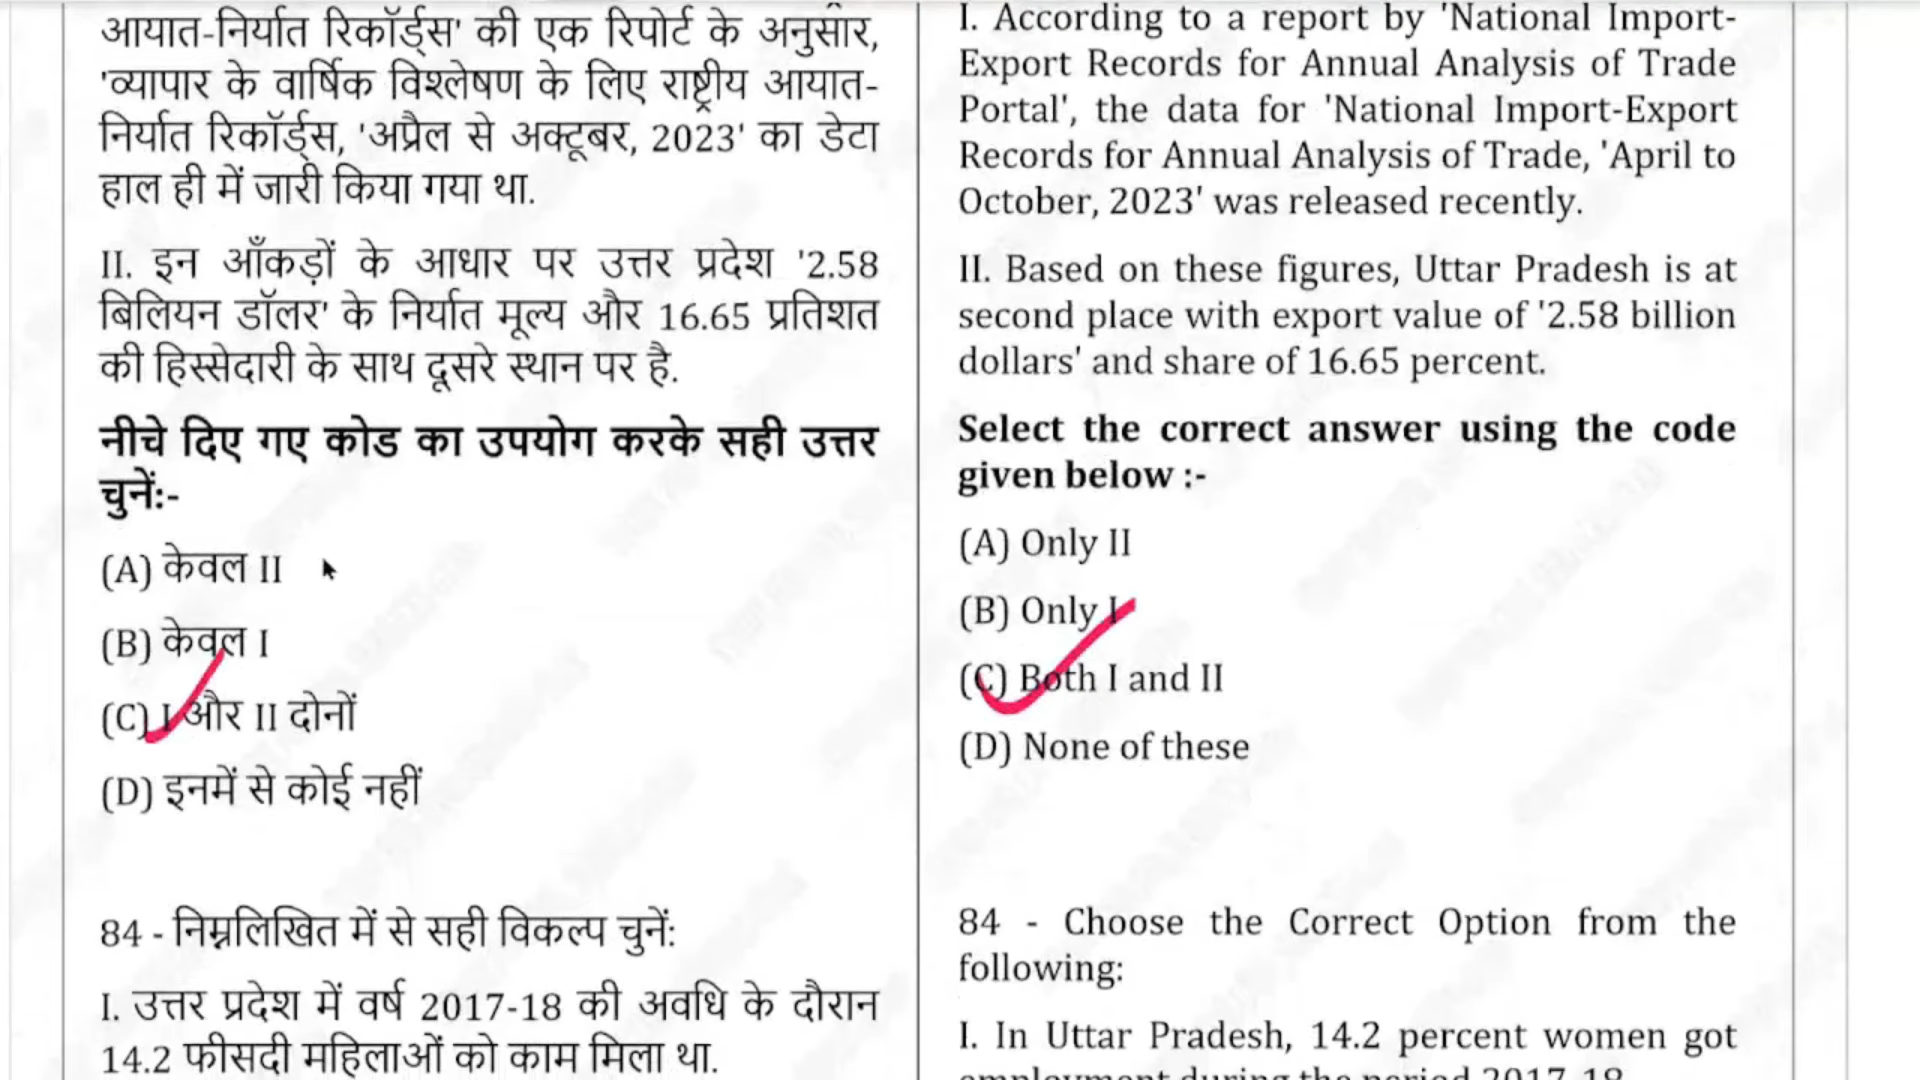 आयात-निर्यात रिकॉर्ड्स' की एक रिपोर्ट के अनुसार,
'व्यापार के वार्षिक विश्लेषण के लिए राष्ट्रीय आयात-
निर्यात रिकॉर्ड्स, 'अप्रैल से अक्टूबर, 2023' का डेटा
हाल ही में जारी किया गया था.
II. इन आँकड़ों के आधार पर उत्तर प्रदेश '2.58
बिलियन डॉलर' के निर्यात मूल्य और 16.65 प्रतिशत
की हिस्सेदारी के साथ दूसरे स्थान पर है.
नीचे दिए गए कोड का उपयोग करके सही उत्तर
चुनें:-
(A) केवल II
(B) केवल I
(C) I और II दोनों
(D) इनमें से कोई नहीं
84 - निम्नलिखित में से सही विकल्प चुनें:
I. उत्तर प्रदेश में वर्ष 2017-18 की अवधि के दौरान
14.2 फीसदी महिलाओं को काम मिला था.
I. According to a report by 'National Import-
Export Records for Annual Analysis of Trade
Portal', the data for 'National Import-Export
Records for Annual Analysis of Trade, 'April to
October, 2023' was released recently.
II. Based on these figures, Uttar Pradesh is at
second place with export value of '2.58 billion
dollars' and share of 16.65 percent.
Select the correct answer using the code
given below :-
(A) Only II
(B) Only I
(C) Both I and II
(D) None of these
84 - Choose the Correct Option from the
following:
I. In Uttar Pradesh, 14.2 percent women got
employment during the period 2017-18